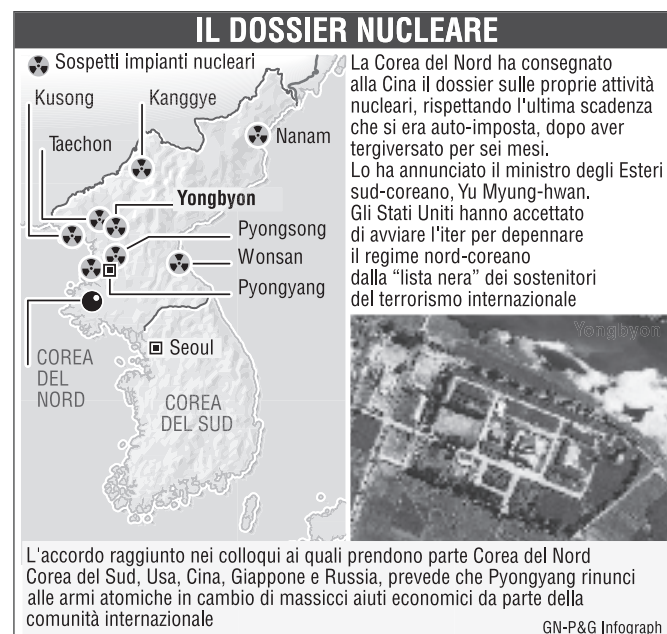 IL DOSSIER NUCLEARE
Sospetti impianti nucleari
Kusong
Kanggye
Taechon
Nanam
Yongbyon
Pyongsong
Wonsan
Pyongyang
Seoul
COREA
DEL
NORD
COREA
DEL SUD
La Corea del Nord ha consegnato
alla Cina il dossier sulle proprie attività
nucleari, rispettando l'ultima scadenza
che si era auto-imposta, dopo aver
tergiversato per sei mesi.
Lo ha annunciato il ministro degli Esteri
sud-coreano, Yu Myung-hwan.
Gli Stati Uniti hanno accettato
di avviare l'iter per depennare
il regime nord-coreano
dalla “lista nera” dei sostenitori
del terrorismo internazionale
Yongbyon
L'accordo raggiunto nei colloqui ai quali prendono parte Corea del Nord
Corea del Sud, Usa, Cina, Giappone e Russia, prevede che Pyongyang rinunci
alle armi atomiche in cambio di massicci aiuti economici da parte della
comunità internazionale
GN-P&G Infograph